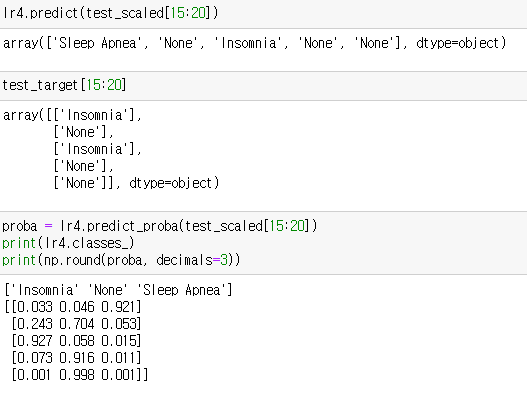 lr4.predict(test_scaled[15:20])
array(['Sleep Apnea', 'None', 'Insomnia', 'None', 'None'], dtype=object)
test_target[15:20]
array([['Insomnia'],
       ['None'],
       ['Insomnia'],
       ['None'],
       ['None']], dtype=object)
proba = lr4.predict_proba(test_scaled[15:20])
print(lr4.classes_)
print(np.round(proba, decimals=3))
['Insomnia' 'None' 'Sleep Apnea']
[[0.033 0.046 0.921]
 [0.243 0.704 0.053]
 [0.927 0.058 0.015]
 [0.073 0.916 0.011]
 [0.001 0.998 0.001]]